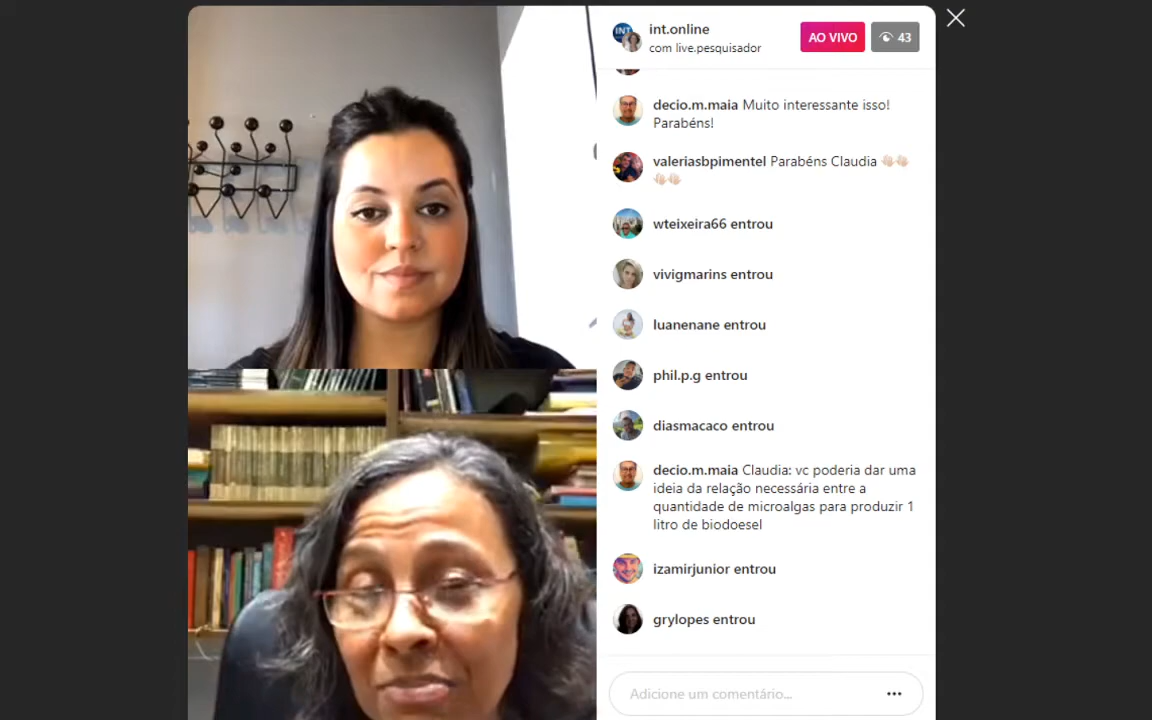 int.online
com live.pesquisador
AO VIVO
43
INT
decio.m.maia Muito interessante isso!
Parabéns!
valeriasbpimentel Parabéns Claudia 👏🏻👏🏻
👏🏻👏🏻
wteixeira66 entrou
vivigmarins entrou
luanenane entrou
phil.p.g entrou
diasmacaco entrou
decio.m.maia Claudia: vc poderia dar uma
ideia da relação necessária entre a
quantidade de microalgas para produzir 1
litro de biodoesel
izamirjunior entrou
grylopes entrou
Adicione um comentário...